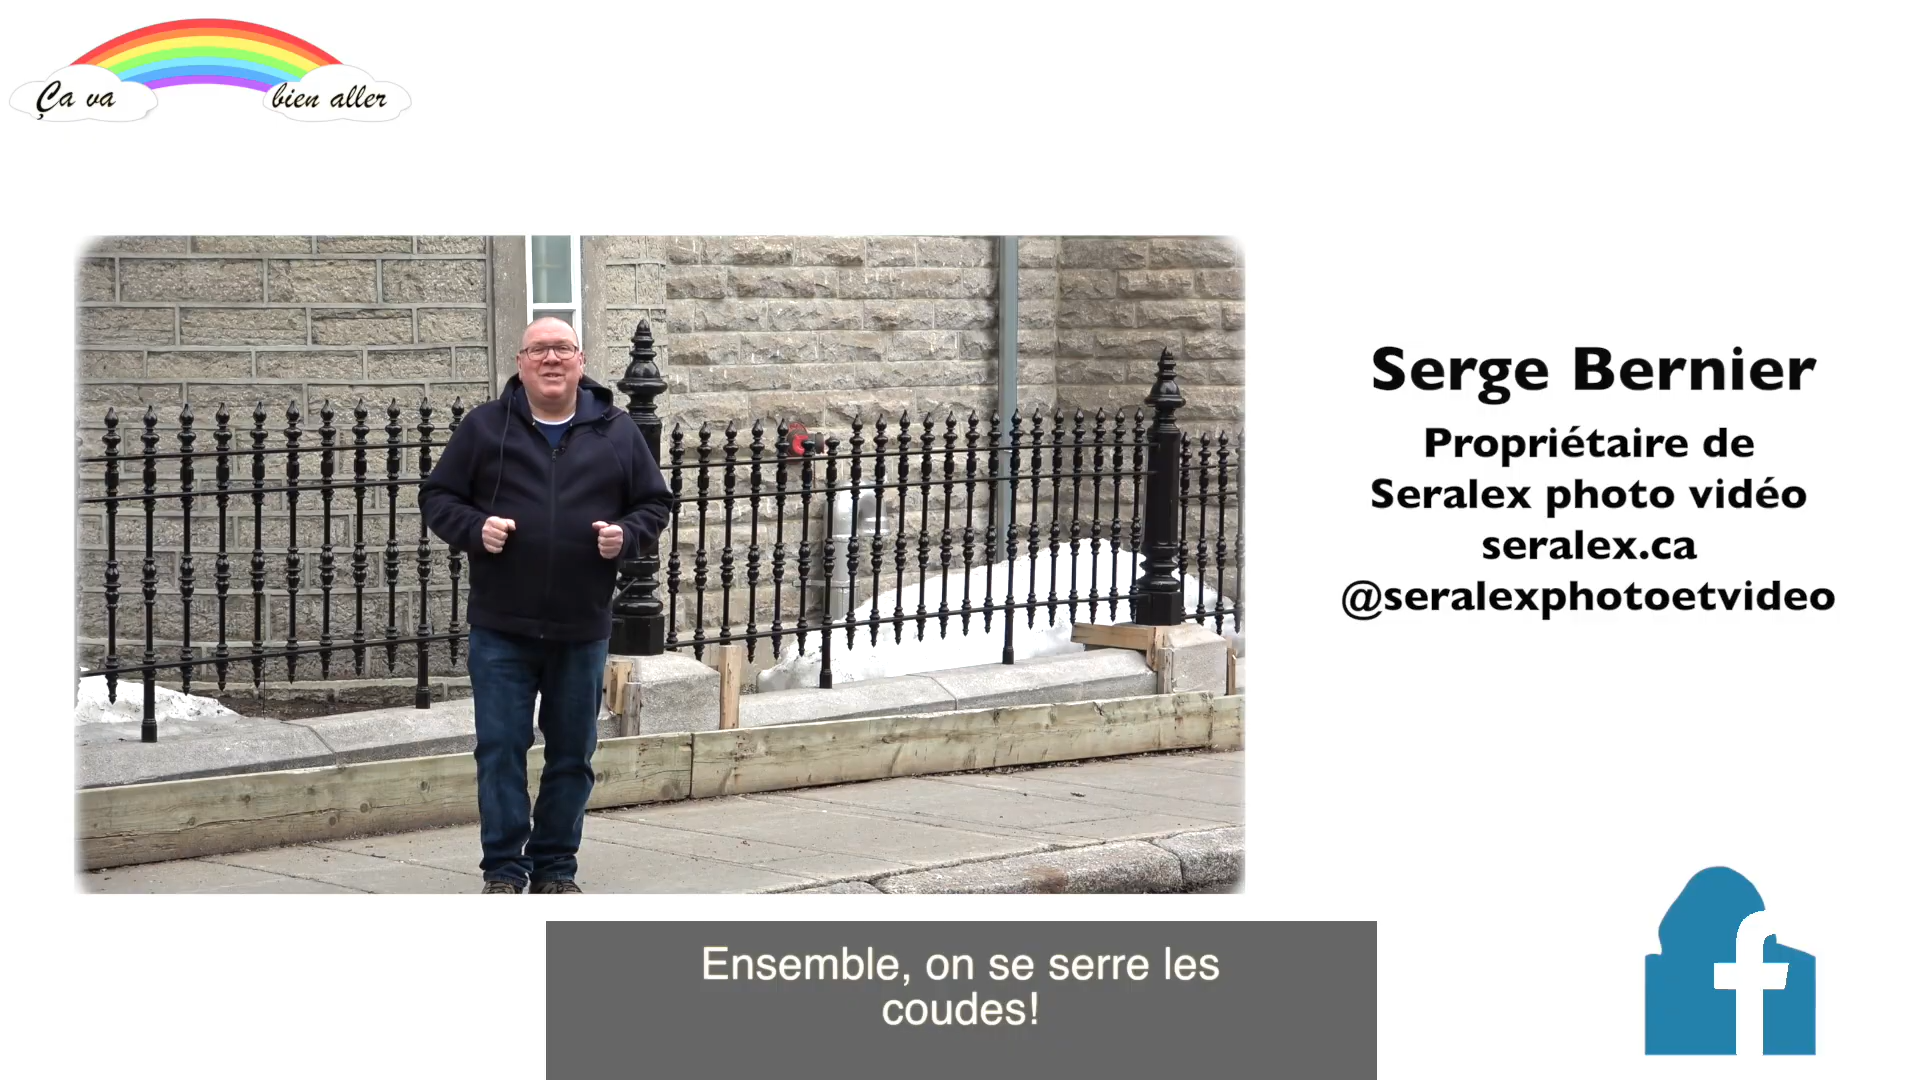 Ça va bien aller
Serge Bernier
Propriétaire de
Seralex photo vidéo
seralex.ca
@seralexphotoetvideo
Ensemble, on se serre les
coudes!